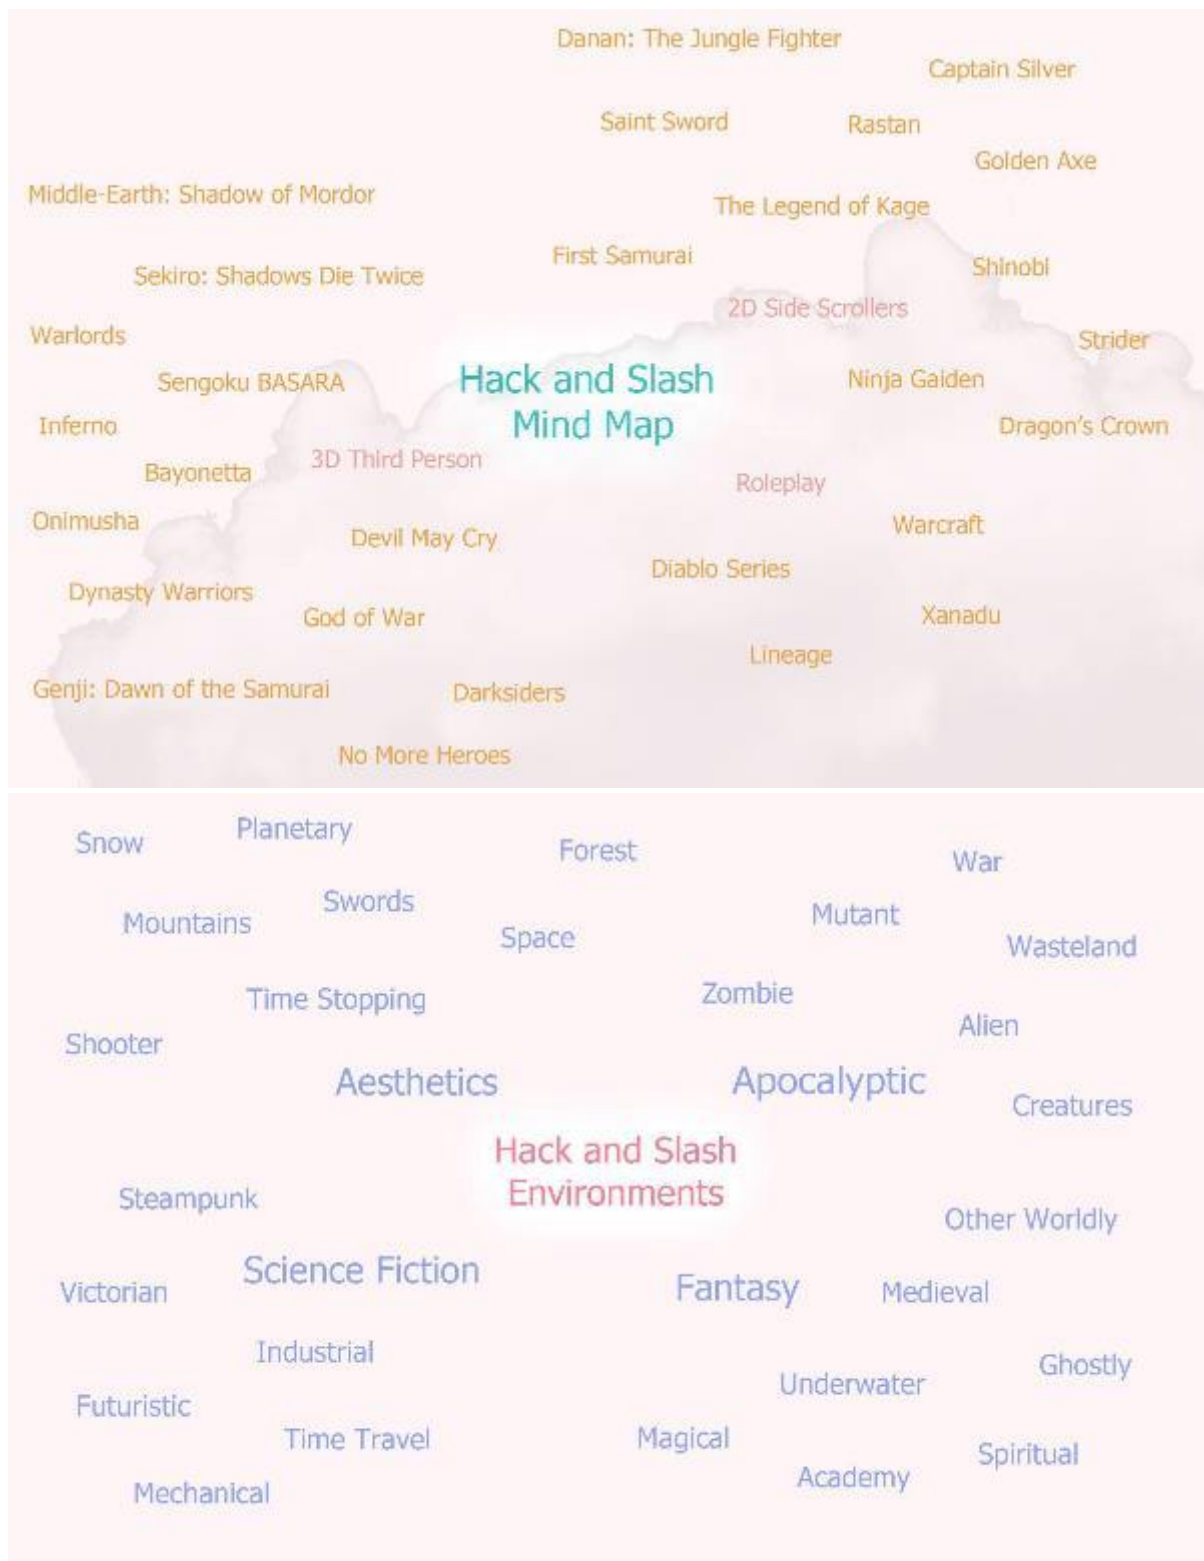 Danan: The Jungle Fighter
Captain Silver
Saint Sword
Rastan
Golden Axe
Middle-Earth: Shadow of Mordor
The Legend of Kage
First Samurai
Shinobi
Sekiro: Shadows Die Twice
2D Side Scrollers
Warlords
Strider
Hack and Slash
Mind Map
Sengoku BASARA
Ninja Gaiden
Inferno
Dragon's Crown
3D Third Person
Bayonetta
Roleplay
Onimusha
Warcraft
Devil May Cry
Diablo Series
Dynasty Warriors
God of War
Xanadu
Lineage
Genji: Dawn of the Samurai
Darksiders
No More Heroes
Snow
Planetary
Forest
War
Swords
Mountains
Mutant
Space
Wasteland
Time Stopping
Zombie
Alien
Shooter
Aesthetics
Apocalyptic
Creatures
Hack and Slash
Environments
Steampunk
Other Worldly
Science Fiction
Fantasy
Victorian
Medieval
Industrial
Ghostly
Underwater
Futuristic
Time Travel
Magical
Spiritual
Academy
Mechanical